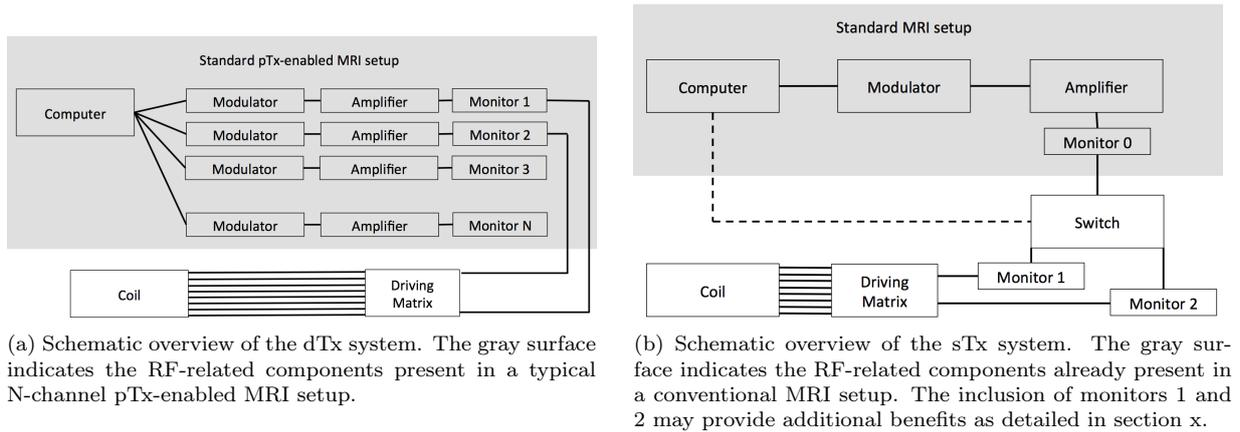 Standard pTx-enabled MRI setup
Computer
Modulator Amplifier Monitor 1
Modulator Amplifier Monitor 2
Modulator Amplifier Monitor 3
Modulator Amplifier Monitor N
Coil
Driving
Matrix
(a) Schematic overview of the dTx system. The gray surface
indicates the RF-related components present in a typical
N-channel pTx-enabled MRI setup.
Standard MRI setup
Computer Modulator Amplifier
Monitor 0
Switch
Coil
Driving
Matrix
Monitor 1
Monitor 2
(b) Schematic overview of the sTx system. The gray sur-
face indicates the RF-related components already present in
a conventional MRI setup. The inclusion of monitors 1 and
2 may provide additional benefits as detailed in section x.